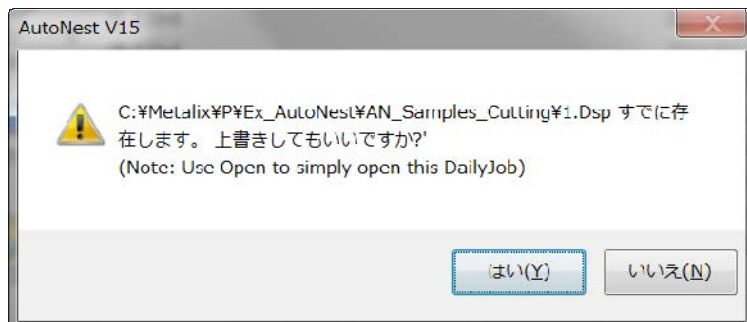 AutoNest V15
C:¥Metalix¥P¥Ex_AutoNest¥AN_Samples_Cutting¥1.Dsp すでに存
在します。 上書きしてもいいですか?'
(Note: Use Open to simply open this DailyJob)
はい(Y) いいえ(N)